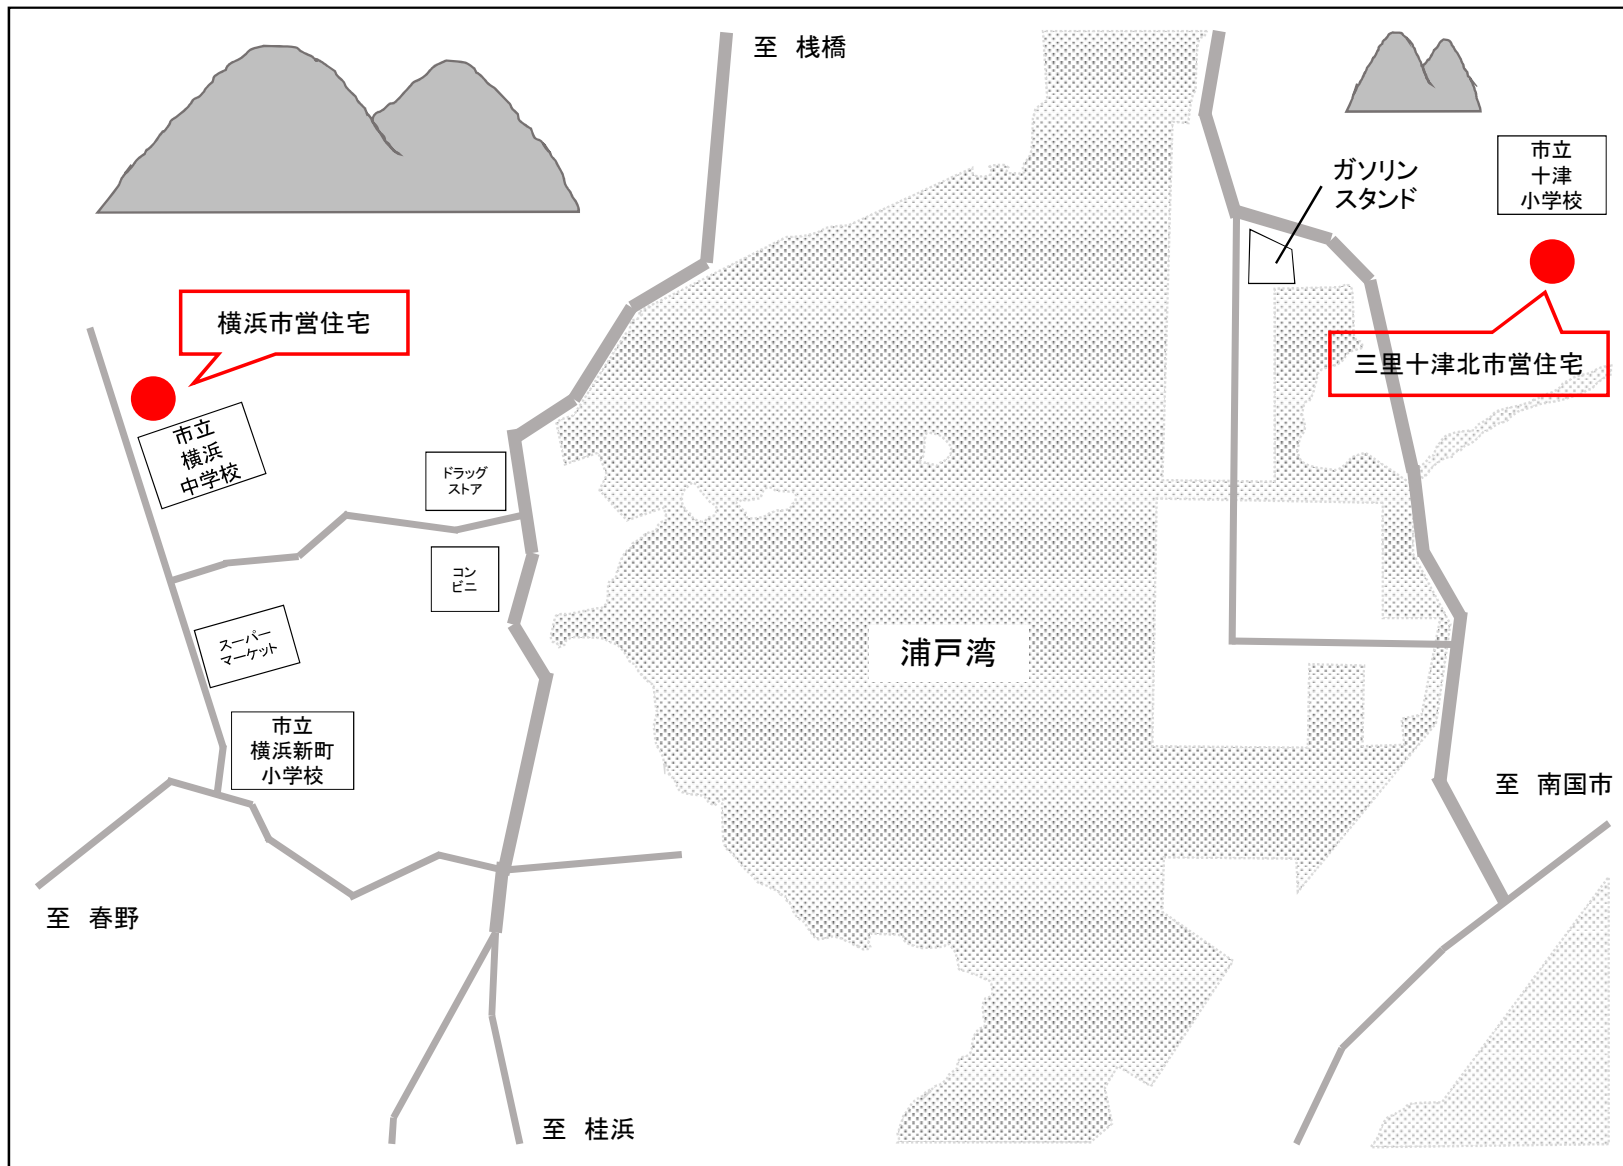 至　桟橋
市立
十津
小学校
ガソリン
スタンド
横浜市営住宅
三里十津北市営住宅
市立
横浜
中学校
ドラッグ
ストア
コン
ビニ
スーパー
マーケット
浦戸湾
市立
横浜新町
小学校
至　南国市
至　春野
至　桂浜